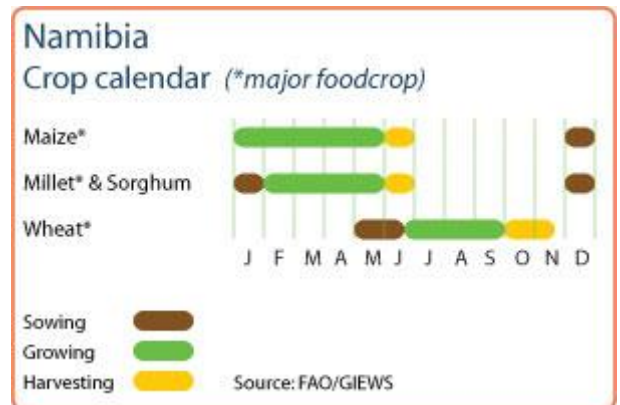 Namibia
Crop calendar (*major foodcrop)
Maize*
Millet* & Sorghum
Wheat*
J F M A M J J A S O N D
Sowing
Growing
Harvesting
Source: FAO/GIEWS